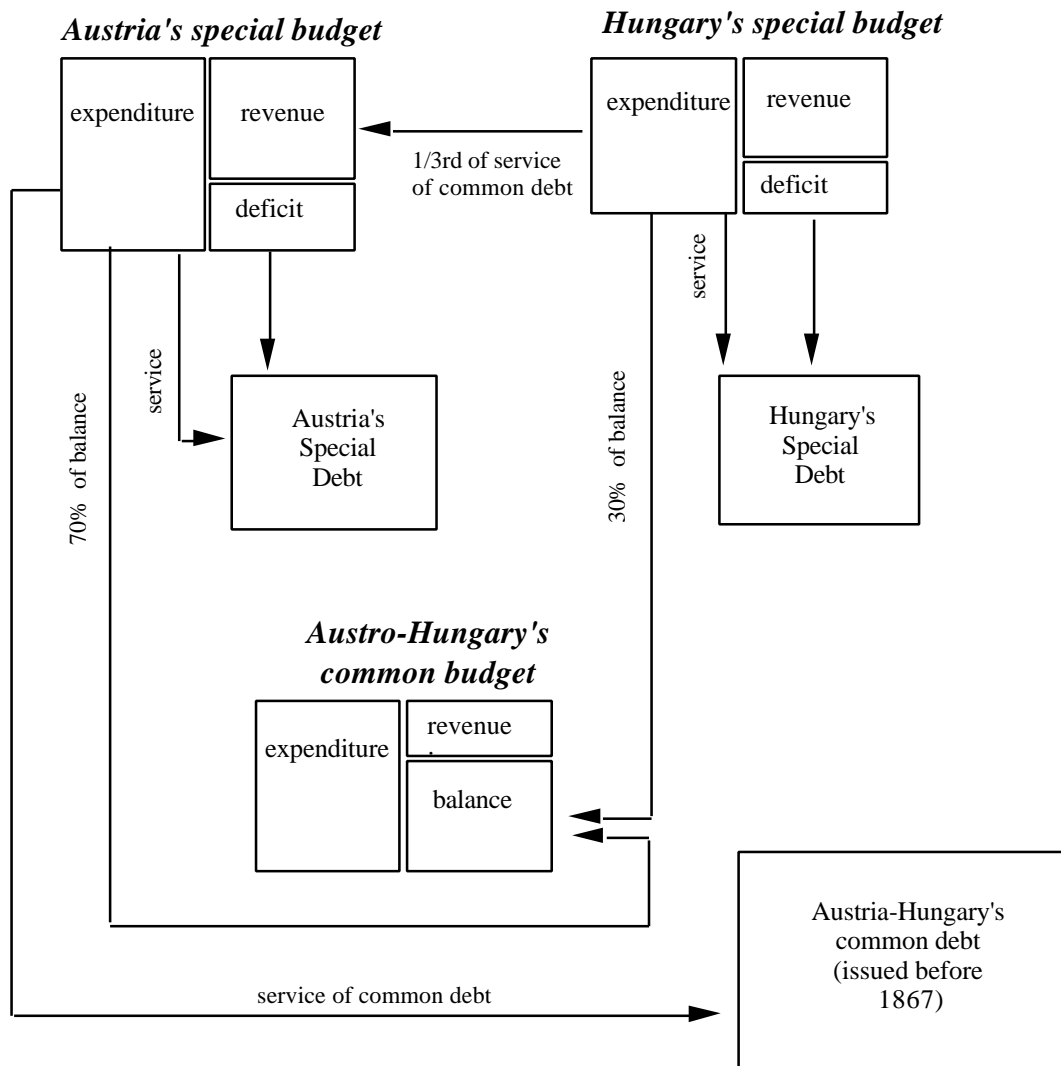 Austria's special budget
Hungary's special budget
expenditure
revenue
deficit
1/3rd of service
of common debt
expenditure
revenue
deficit
service
service
70% of balance
30% of balance
Austria's
Special
Debt
Hungary's
Special
Debt
Austro-Hungary's
common budget
expenditure
revenue
.
balance
Austria-Hungary's
common debt
(issued before
1867)
service of common debt